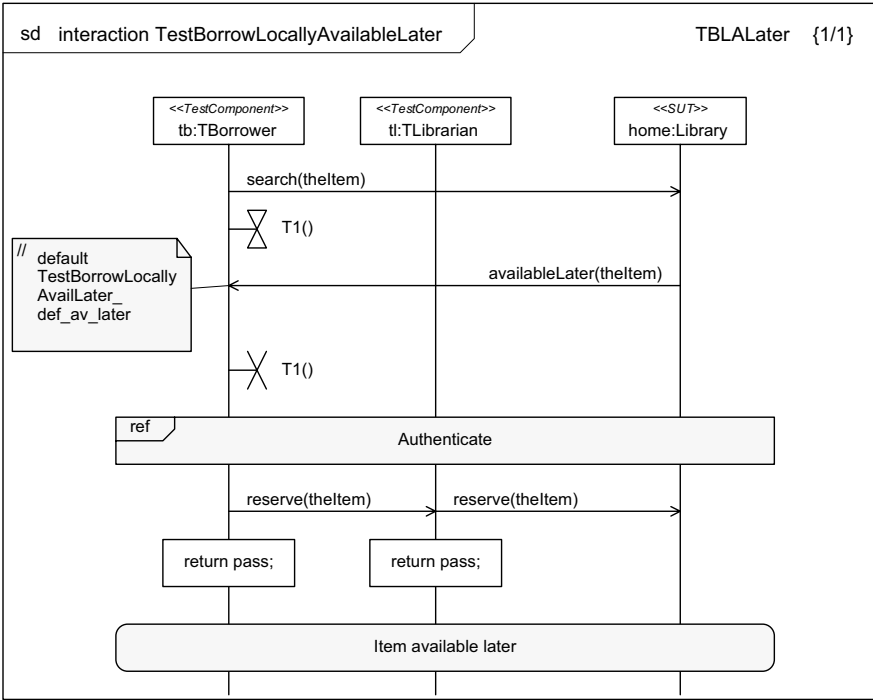 sd interaction TestBorrowLocallyAvailableLater
TBLALater {1/1}
<<TestComponent>>
tb:TBorrower
<<TestComponent>>
tl:TLibrarian
<<SUT>>
home:Library
search(theItem)
T1()
// default
TestBorrowLocally
AvailLater_
def_av_later
availableLater(theItem)
T1()
ref
Authenticate
reserve(theItem)
reserve(theItem)
return pass;
return pass;
Item available later